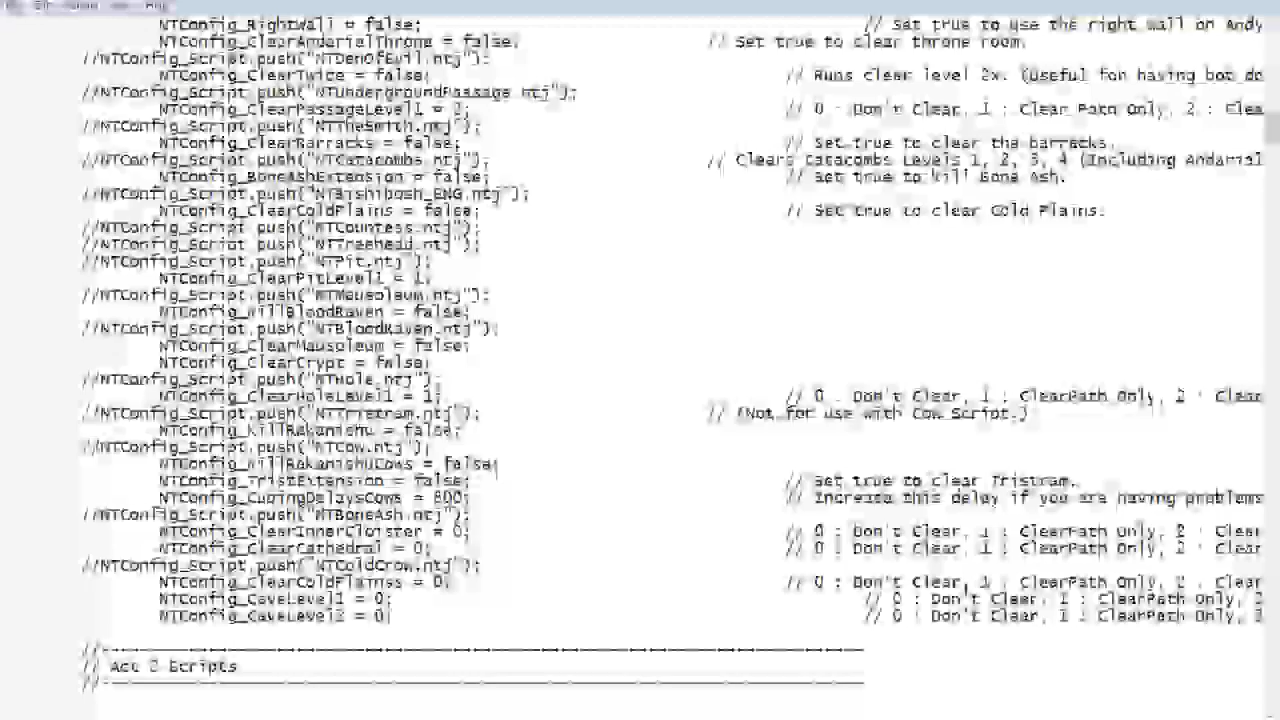 NTConfig_RightWall = false; // Set true to use the right wall on Andy
NTConfig_ClearAndarialThrone = false; // Set true to clear throne room.
//NTConfig_Script.push("NTDenOfEvil.ntj");
NTConfig_ClearTwice = false; // Runs clear level 2x. (Useful for having bot do
//NTConfig_Script.push("NTUndergroundPassage.ntj");
NTConfig_ClearPassageLevel1 = 2; // 0 : Don't Clear, 1 : Clear Path Only, 2 : Clea
//NTConfig_Script.push("NTTheSmith.ntj");
NTConfig_ClearBarracks = false; // Set true to clear the barracks.
//NTConfig_Script.push("NTCatacombs.ntj"); // Clears Catacombs Levels 1, 2, 3, 4 (Including Andarial
NTConfig_BoneAshExtension = false; // Set true to kill Bone Ash.
//NTConfig_Script.push("NTBishibosh_ENG.ntj");
NTConfig_ClearColdPlains = false; // Set true to clear Cold Plains.
//NTConfig_Script.push("NTCountess.ntj");
//NTConfig_Script.push("NTTreehead.ntj");
//NTConfig_Script.push("NTPit.ntj");
NTConfig_ClearPitLevel1 = 1;
//NTConfig_Script.push("NTMausoleum.ntj");
NTConfig_KillBloodRaven = false;
//NTConfig_Script.push("NTBloodRaven.ntj");
NTConfig_ClearMausoleum = false;
NTConfig_ClearCrypt = false;
//NTConfig_Script.push("NTHole.ntj");
NTConfig_ClearHoleLevel1 = 1; // 0 : Don't Clear, 1 : ClearPath Only, 2 : Clear
//NTConfig_Script.push("NTTristram.ntj"); // (Not for use with Cow Script.)
NTConfig_KillRakanishu = false;
//NTConfig_Script.push("NTCow.ntj");
NTConfig_KillRakanishuCows = false;
NTConfig_TristExtension = false; // Set true to clear Tristram.
NTConfig_CubingDelaysCows = 800; // Increase this delay if you are having problems
//NTConfig_Script.push("NTBoneAsh.ntj");
NTConfig_ClearInnerCloister = 0; // 0 : Don't Clear, 1 : ClearPath Only, 2 : Clear
NTConfig_ClearCathedral = 0; // 0 : Don't Clear, 1 : ClearPath Only, 2 : Clear
//NTConfig_Script.push("NTColdCrow.ntj");
NTConfig_ClearColdPlainss = 0; // 0 : Don't Clear, 1 : ClearPath Only, 2 : Clear
NTConfig_CaveLevel1 = 0; // 0 : Don't Clear, 1 : ClearPath Only, 2
NTConfig_CaveLevel2 = 0; // 0 : Don't Clear, 1 : ClearPath Only, 2
//-----------------------------------------------------------------------------
// Act 2 Scripts
//-----------------------------------------------------------------------------